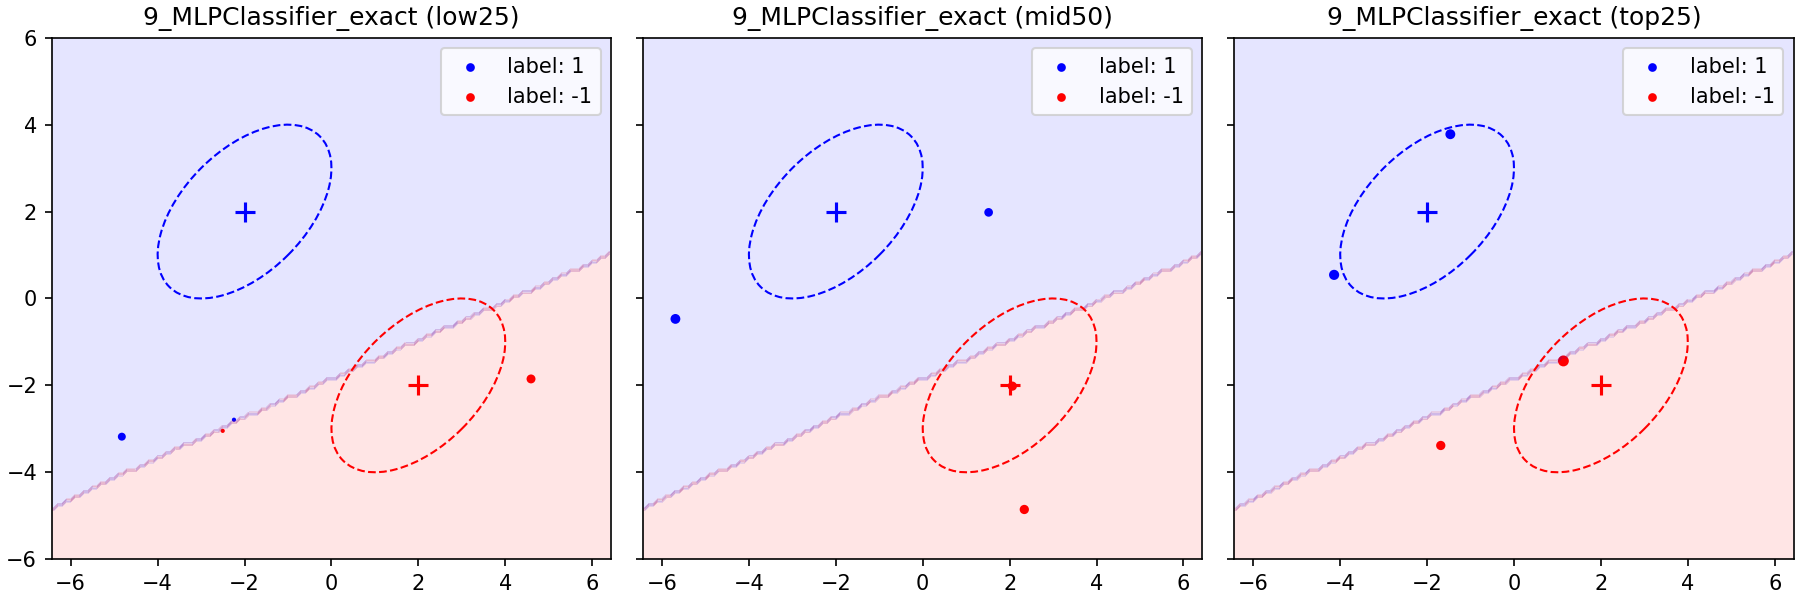 9_MLPClassifier_exact (low25)
9_MLPClassifier_exact (mid50)
9_MLPClassifier_exact (top25)
label: 1
label: -1
label: 1
label: -1
label: 1
label: -1
6
4
2
0
−2
−4
−6
−6 −4 −2 0 2 4 6
−6 −4 −2 0 2 4 6
−6 −4 −2 0 2 4 6